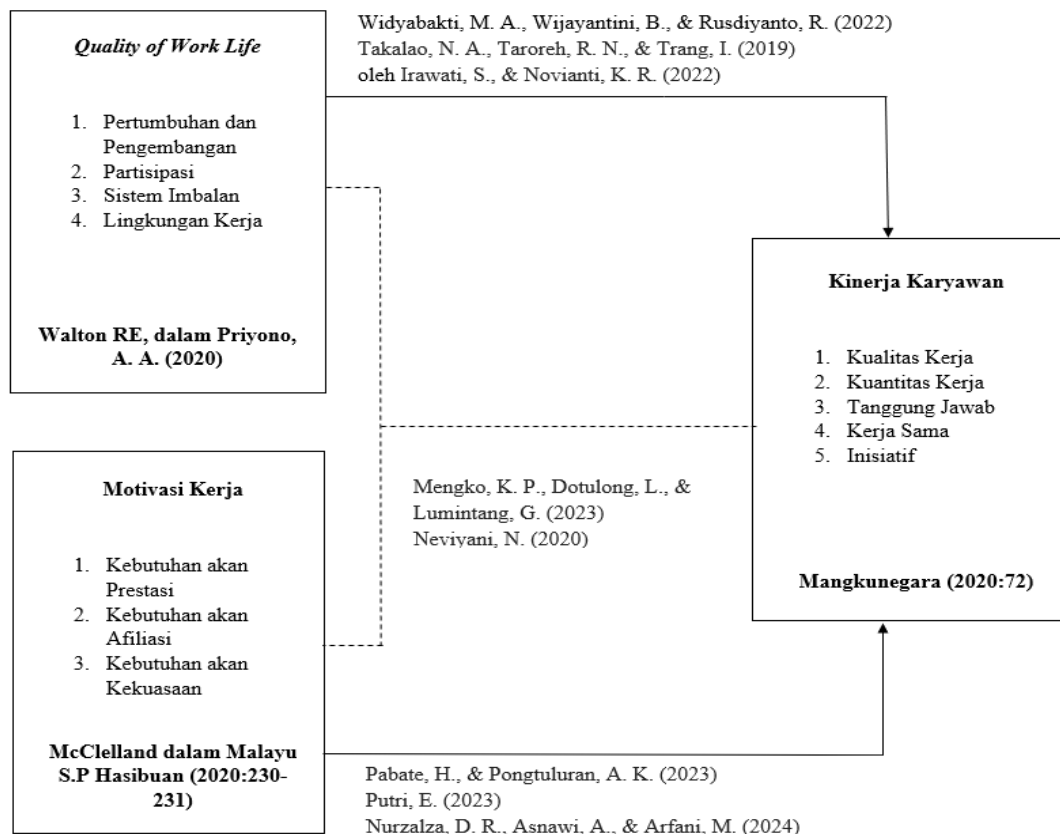 Widyabakti, M. A., Wijayantini, B., & Rusdiyanto, R. (2022)
Takalao, N. A., Taroreh, R. N., & Trang, I. (2019)
oleh Irawati, S., & Novianti, K. R. (2022)
Quality of Work Life
1. Pertumbuhan dan
Pengembangan
2. Partisipasi
3. Sistem Imbalan
4. Lingkungan Kerja
Walton RE, dalam Priyono,
A. A. (2020)
Kinerja Karyawan
1. Kualitas Kerja
2. Kuantitas Kerja
3. Tanggung Jawab
4. Kerja Sama
5. Inisiatif
Mangkunegara (2020:72)
Mengko, K. P., Dotulong, L., &
Lumintang, G. (2023)
Neviyani, N. (2020)
Motivasi Kerja
1. Kebutuhan akan
Prestasi
2. Kebutuhan akan
Afiliasi
3. Kebutuhan akan
Kekuasaan
McClelland dalam Malayu
S.P Hasibuan (2020:230-
231)
Pabate, H., & Pongtuluran, A. K. (2023)
Putri, E. (2023)
Nurzalza, D. R., Asnawi, A., & Arfani, M. (2024)